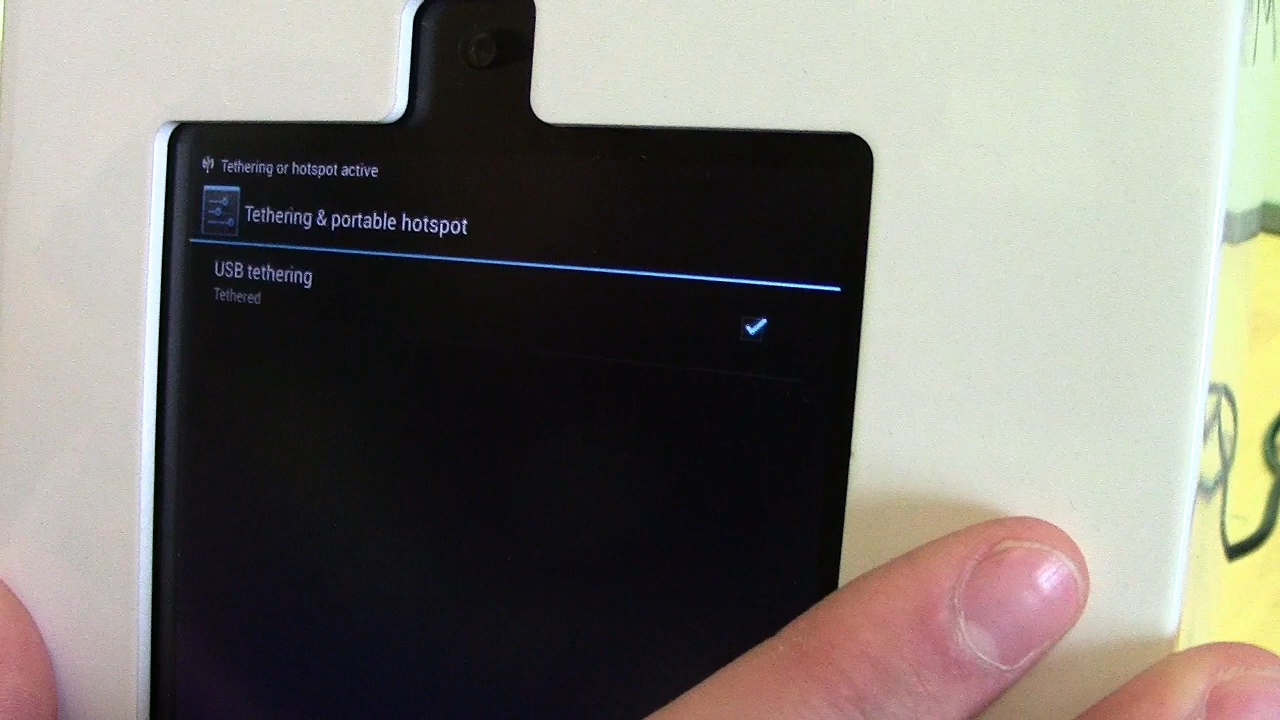 Tethering or hotspot active
Tethering & portable hotspot
USB tethering
Tethered